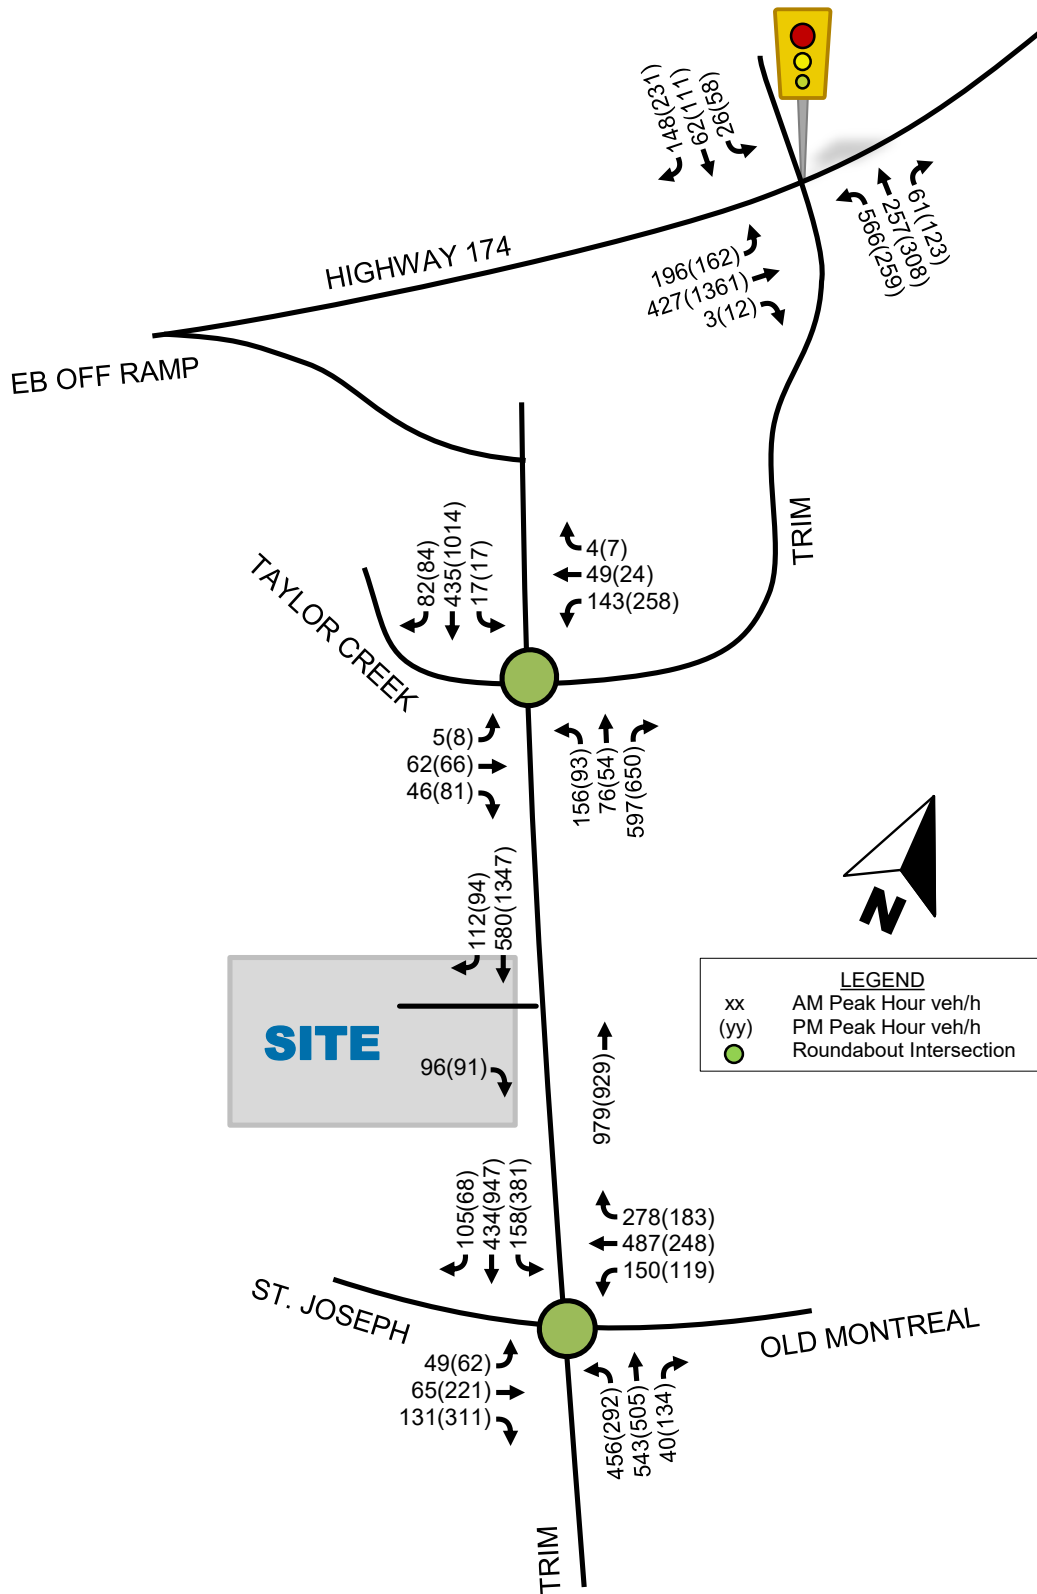 148(231)
62(111)
26(58)
61(123)
257(308)
566(259)
HIGHWAY 174
196(162)
427(1361)
3(12)
EB OFF RAMP
TRIM
82(84)
435(1014)
17(17)
4(7)
49(24)
143(258)
TAYLOR CREEK
5(8)
62(66)
46(81)
156(93)
76(54)
597(650)
112(94)
580(1347)
N
LEGEND
xx AM Peak Hour veh/h
(yy) PM Peak Hour veh/h
Roundabout Intersection
SITE
96(91)
979(929)
105(68)
434(947)
158(381)
278(183)
487(248)
150(119)
ST. JOSEPH
OLD MONTREAL
49(62)
65(221)
131(311)
456(292)
543(505)
40(134)
TRIM